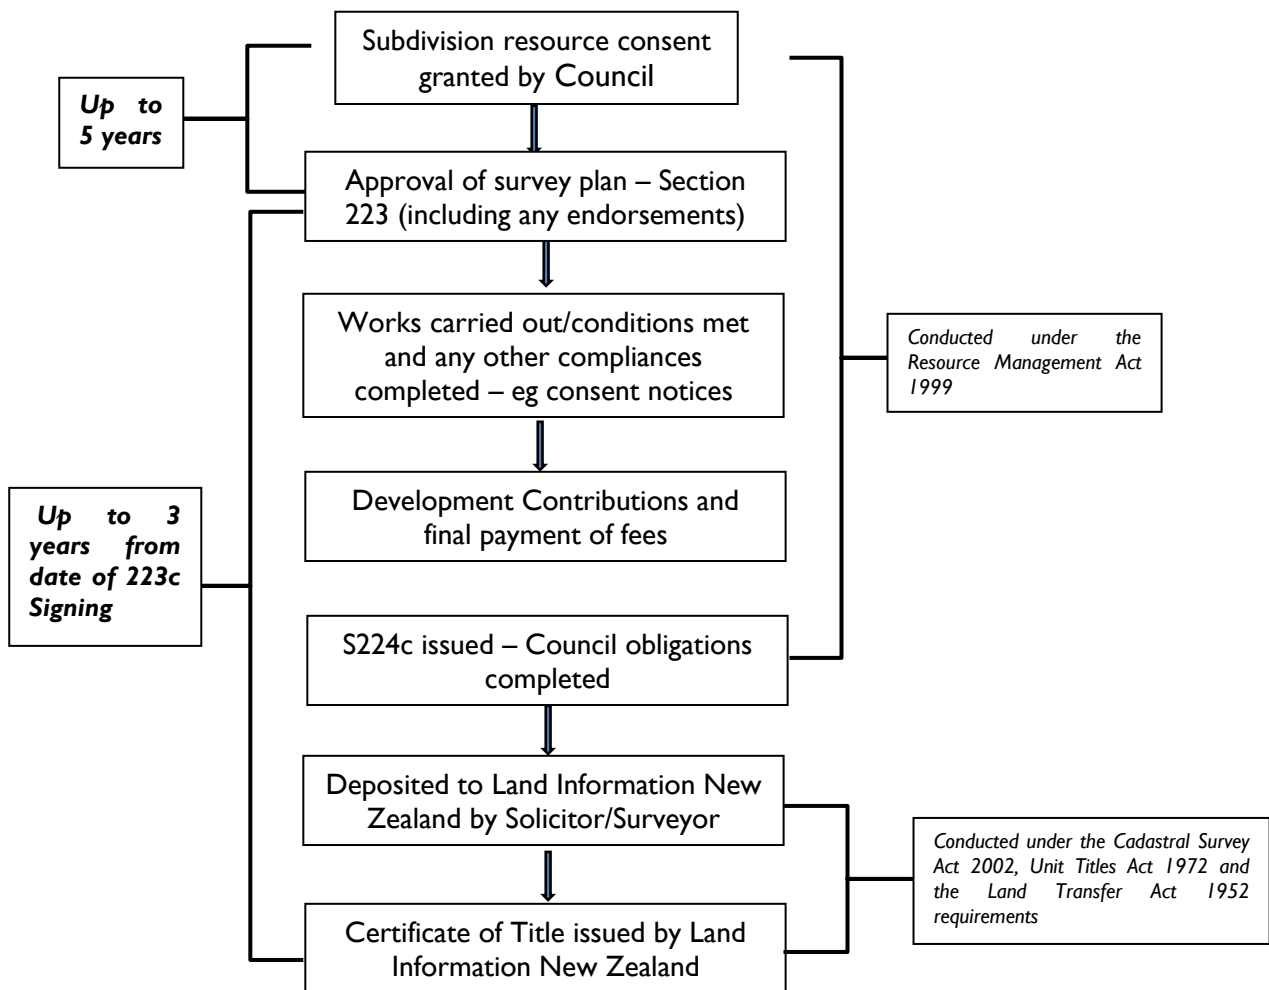 Subdivision resource consent
granted by Council
Up to
5 years
Approval of survey plan – Section
223 (including any endorsements)
Works carried out/conditions met
and any other compliances
completed – eg consent notices
Conducted under the
Resource Management Act
1999
Development Contributions and
final payment of fees
Up to 3
years from
date of 223c
Signing
S224c issued – Council obligations
completed
Deposited to Land Information New
Zealand by Solicitor/Surveyor
Conducted under the Cadastral Survey
Act 2002, Unit Titles Act 1972 and
the Land Transfer Act 1952
requirements
Certificate of Title issued by Land
Information New Zealand